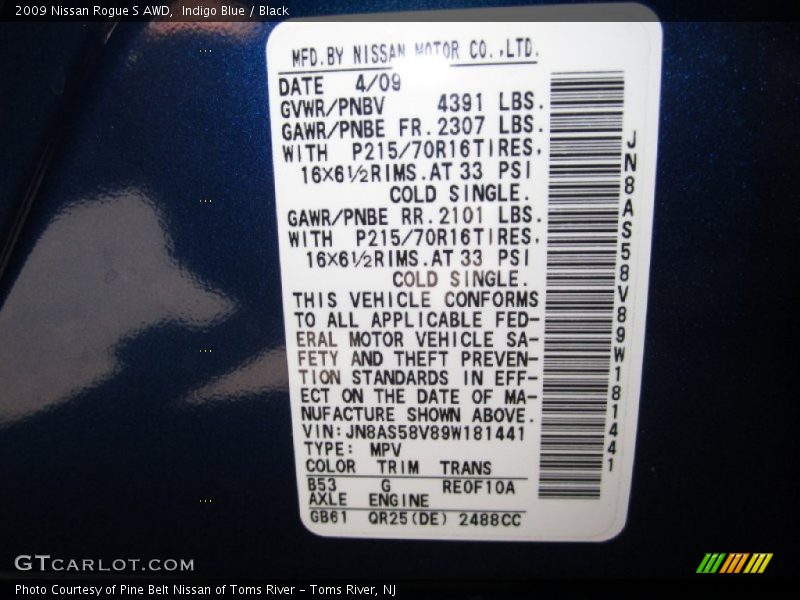 2009 Nissan Rogue S AWD,  Indigo Blue / Black
MFD.BY NISSAN MOTOR CO.,LTD.
DATE 4/09
GVWR/PNBV 4391 LBS.
GAWR/PNBE FR.2307 LBS.
WITH P215/70R16TIRES,
16×6½RIMS.AT 33 PSI
COLD SINGLE.
GAWR/PNBE RR.2101 LBS.
WITH P215/70R16TIRES,
16×6½RIMS.AT 33 PSI
COLD SINGLE.
THIS VEHICLE CONFORMS
TO ALL APPLICABLE FED-
ERAL MOTOR VEHICLE SA-
FETY AND THEFT PREVEN-
TION STANDARDS IN EFF-
ECT ON THE DATE OF MA-
NUFACTURE SHOWN ABOVE.
VIN:JN8AS58V89W181441
TYPE: MPV
COLOR TRIM TRANS
B53 G RE0F10A
AXLE ENGINE
GB61 QR25(DE) 2488CC
JN8AS58V89W181441
GTCARLOT.COM
Photo Courtesy of Pine Belt Nissan of Toms River – Toms River, NJ